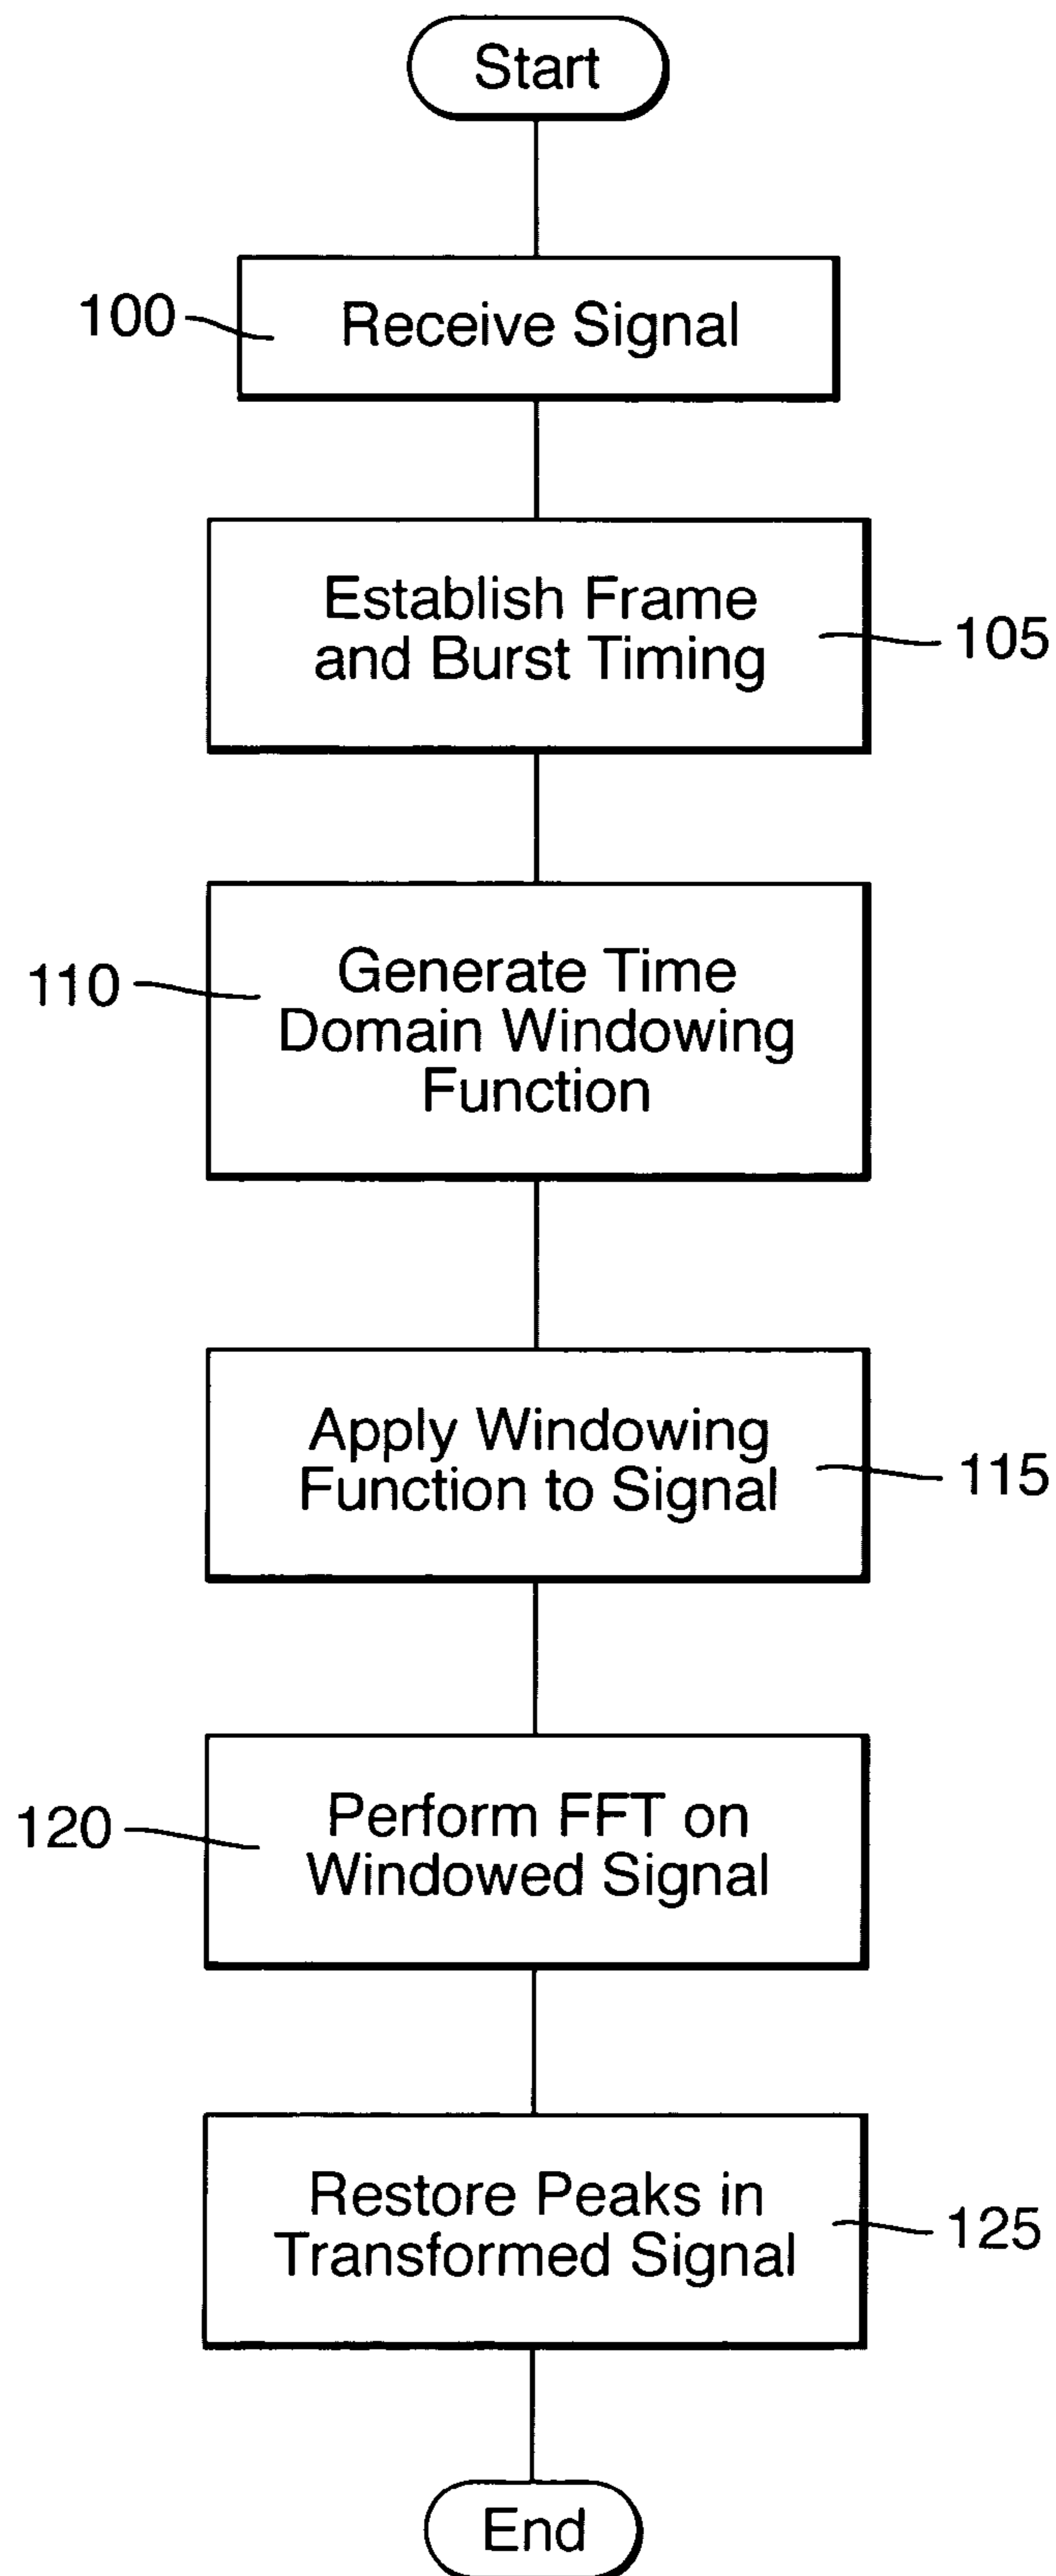 Start
100
Receive Signal
Establish Frame
and Burst Timing
105
110
Generate Time
Domain Windowing
Function
Apply Windowing
Function to Signal
115
120
Perform FFT on
Windowed Signal
Restore Peaks in
Transformed Signal
125
End